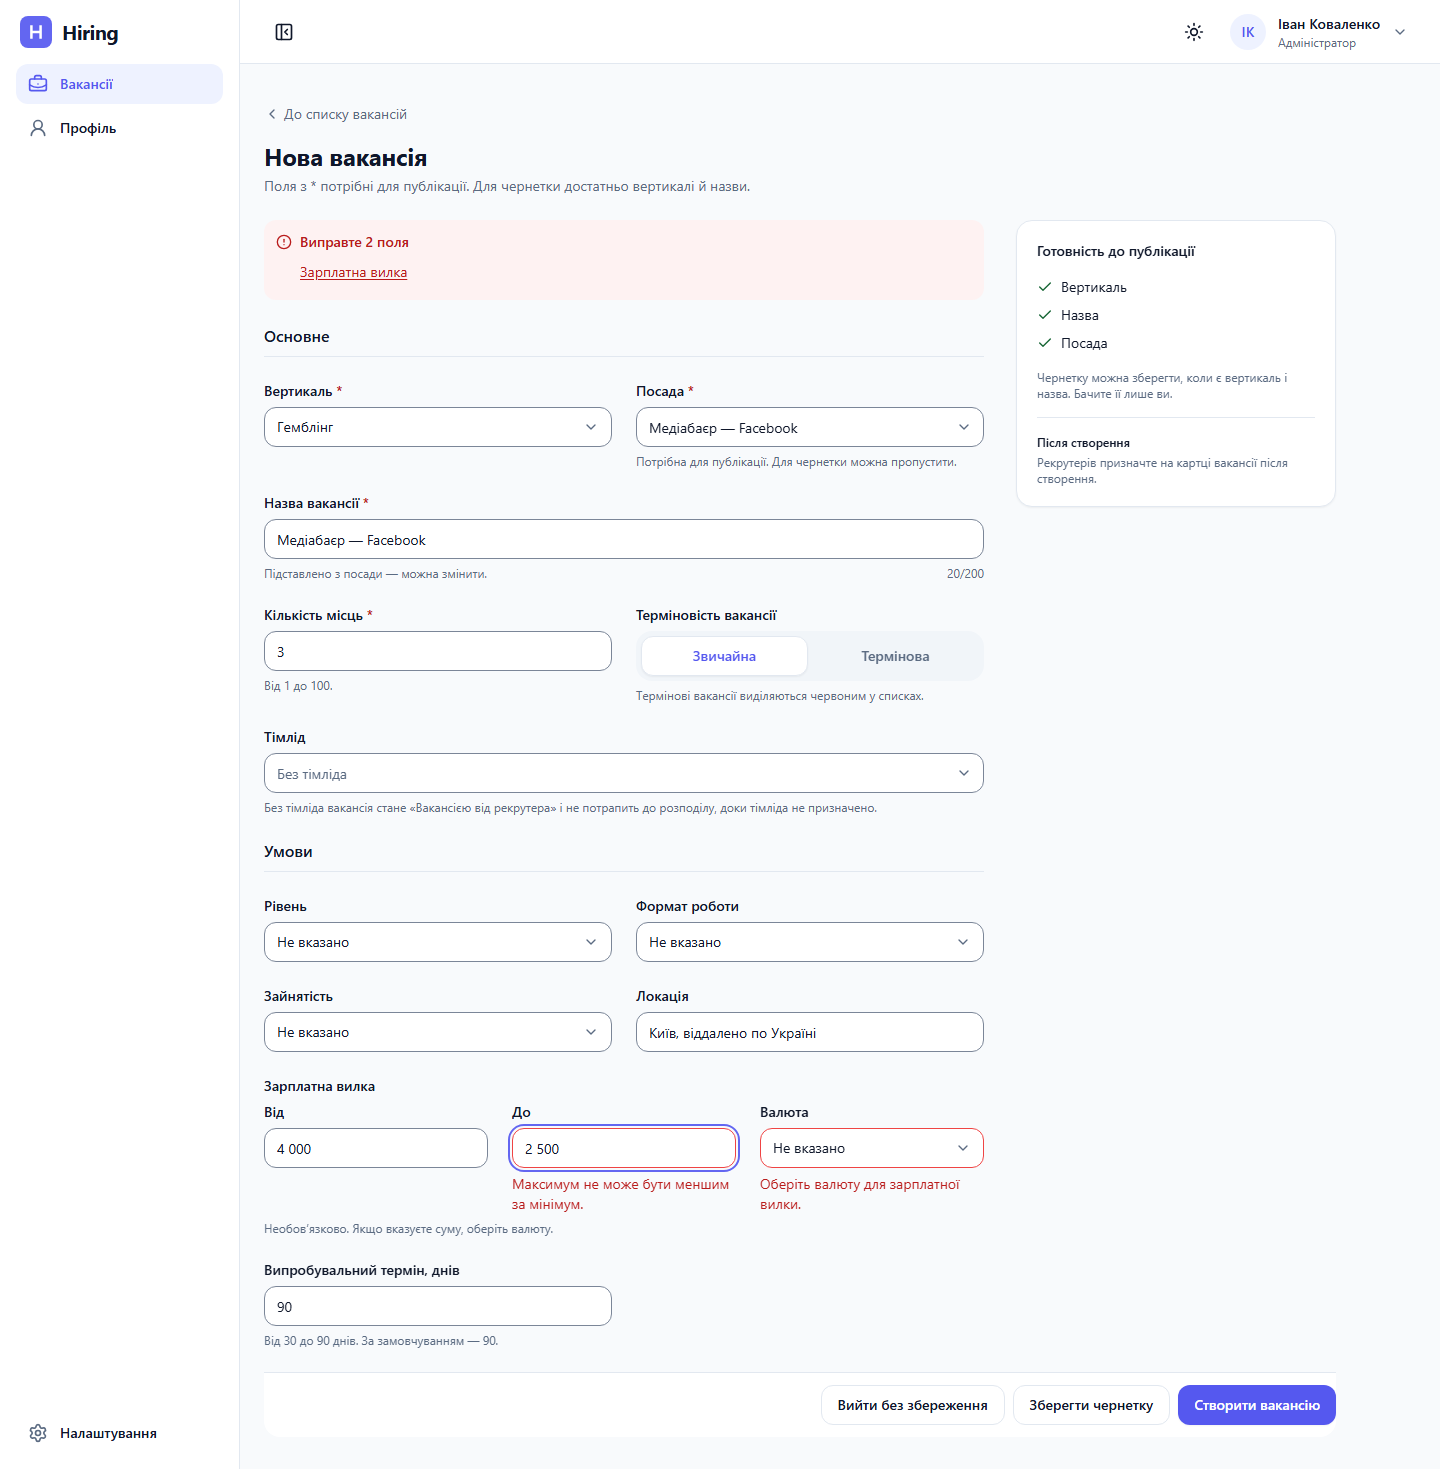 H Hiring
Вакансії
Профіль
Налаштування
ІК
Іван Коваленко
Адміністратор
До списку вакансій
Нова вакансія
Поля з * потрібні для публікації. Для чернетки достатньо вертикалі й назви.
Виправте 2 поля
Зарплатна вилка
Основне
Вертикаль *
Гемблінг
Посада *
Медіабаєр — Facebook
Потрібна для публікації. Для чернетки можна пропустити.
Назва вакансії *
Медіабаєр — Facebook
Підставлено з посади — можна змінити.
20/200
Кількість місць *
3
Від 1 до 100.
Терміновість вакансії
Звичайна
Термінова
Термінові вакансії виділяються червоним у списках.
Тімлід
Без тімліда
Без тімліда вакансія стане «Вакансією від рекрутера» і не потрапить до розподілу, доки тімліда не призначено.
Умови
Рівень
Не вказано
Формат роботи
Не вказано
Зайнятість
Не вказано
Локація
Київ, віддалено по Україні
Зарплатна вилка
Від
4 000
До
2 500
Максимум не може бути меншим
за мінімум.
Валюта
Не вказано
Оберіть валюту для зарплатної
вилки.
Необов'язково. Якщо вказуєте суму, оберіть валюту.
Випробувальний термін, днів
90
Від 30 до 90 днів. За замовчуванням — 90.
Готовність до публікації
Вертикаль
Назва
Посада
Чернетку можна зберегти, коли є вертикаль і
назва. Бачите її лише ви.
Після створення
Рекрутерів призначте на картці вакансії після
створення.
Вийти без збереження
Зберегти чернетку
Створити вакансію